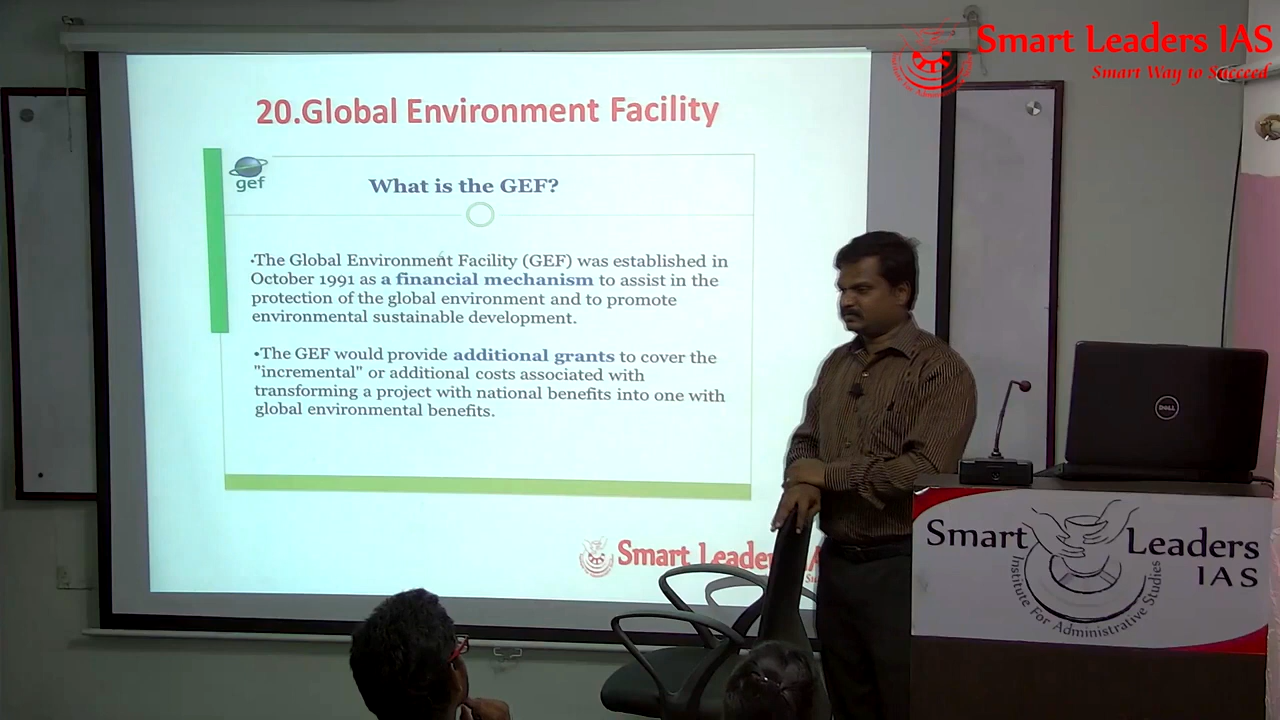 Smart Leaders IAS
Smart Way to Succeed
20.Global Environment Facility
gef
What is the GEF?
•The Global Environment Facility (GEF) was established in
October 1991 as a financial mechanism to assist in the
protection of the global environment and to promote
environmental sustainable development.
•The GEF would provide additional grants to cover the
"incremental" or additional costs associated with
transforming a project with national benefits into one with
global environmental benefits.
Smart Leaders
DELL
Smart Leaders
IAS
Institute For Administrative Studies